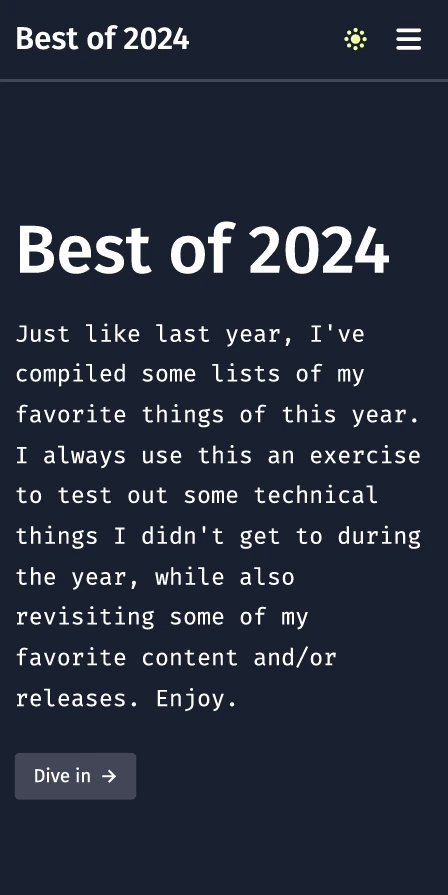 Best of 2024
Best of 2024
Just like last year, I've
compiled some lists of my
favorite things of this year.
I always use this an exercise
to test out some technical
things I didn't get to during
the year, while also
revisiting some of my
favorite content and/or
releases. Enjoy.
Dive in →